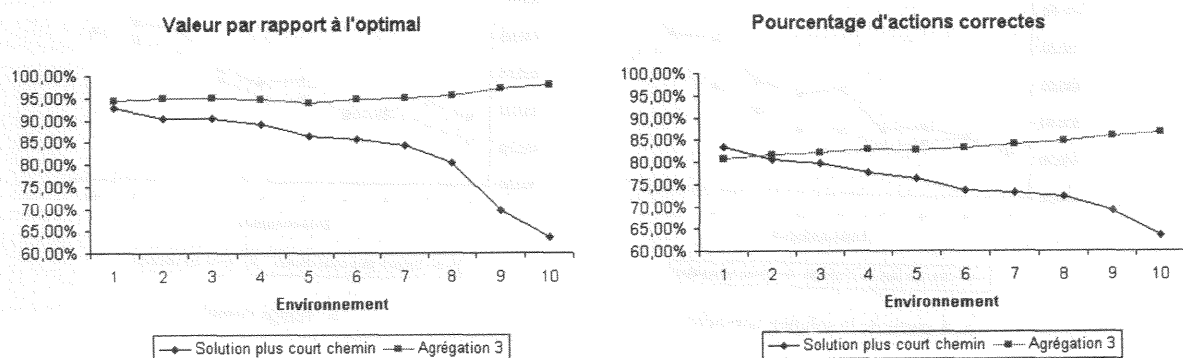 Valeur par rapport à l'optimal
100,00%
95,00%
90,00%
85,00%
80,00%
75,00%
70,00%
65,00%
60,00%
1 2 3 4 5 6 7 8 9 10
Environnement
Solution plus court chemin Agrégation 3
Pourcentage d'actions correctes
100,00%
95,00%
90,00%
85,00%
80,00%
75,00%
70,00%
65,00%
60,00%
1 2 3 4 5 6 7 8 9 10
Environnement
Solution plus court chemin Agrégation 3